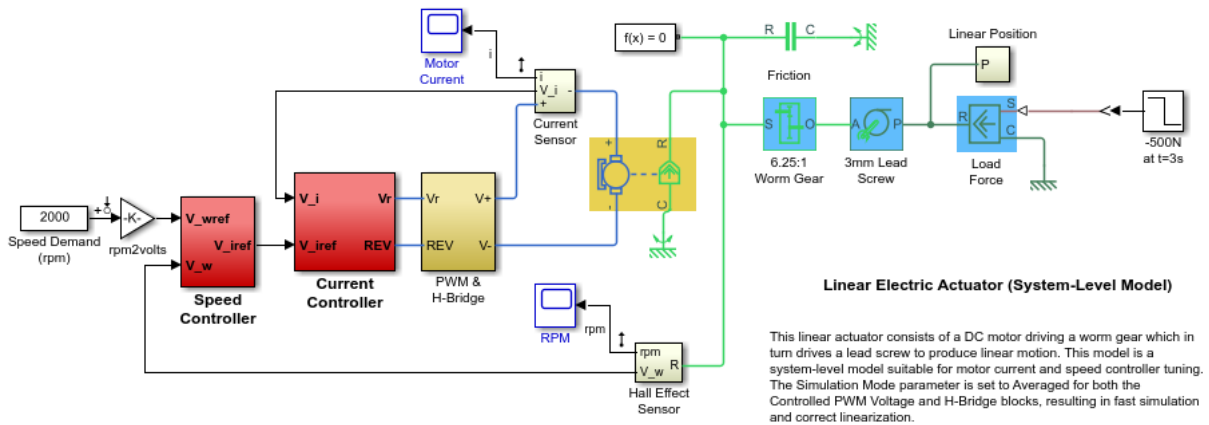 Motor
Current
i
i
V_i
+
-
Current
Sensor
f(x) = 0
R
C
Friction
Linear Position
P
S
O
6.25:1
Worm Gear
A
P
3mm Lead
Screw
R
S
C
Load
Force
-500N
at t=3s
+
-
R
C
2000
Speed Demand
(rpm)
+
-K-
rpm2volts
V_wref
V_iref
V_w
Speed
Controller
V_i
Vr
V_iref
REV
Current
Controller
Vr
V+
REV
V-
PWM &
H-Bridge
RPM
rpm
rpm
V_w
R
Hall Effect
Sensor
Linear Electric Actuator (System-Level Model)
This linear actuator consists of a DC motor driving a worm gear which in
turn drives a lead screw to produce linear motion. This model is a
system-level model suitable for motor current and speed controller tuning.
The Simulation Mode parameter is set to Averaged for both the
Controlled PWM Voltage and H-Bridge blocks, resulting in fast simulation
and correct linearization.